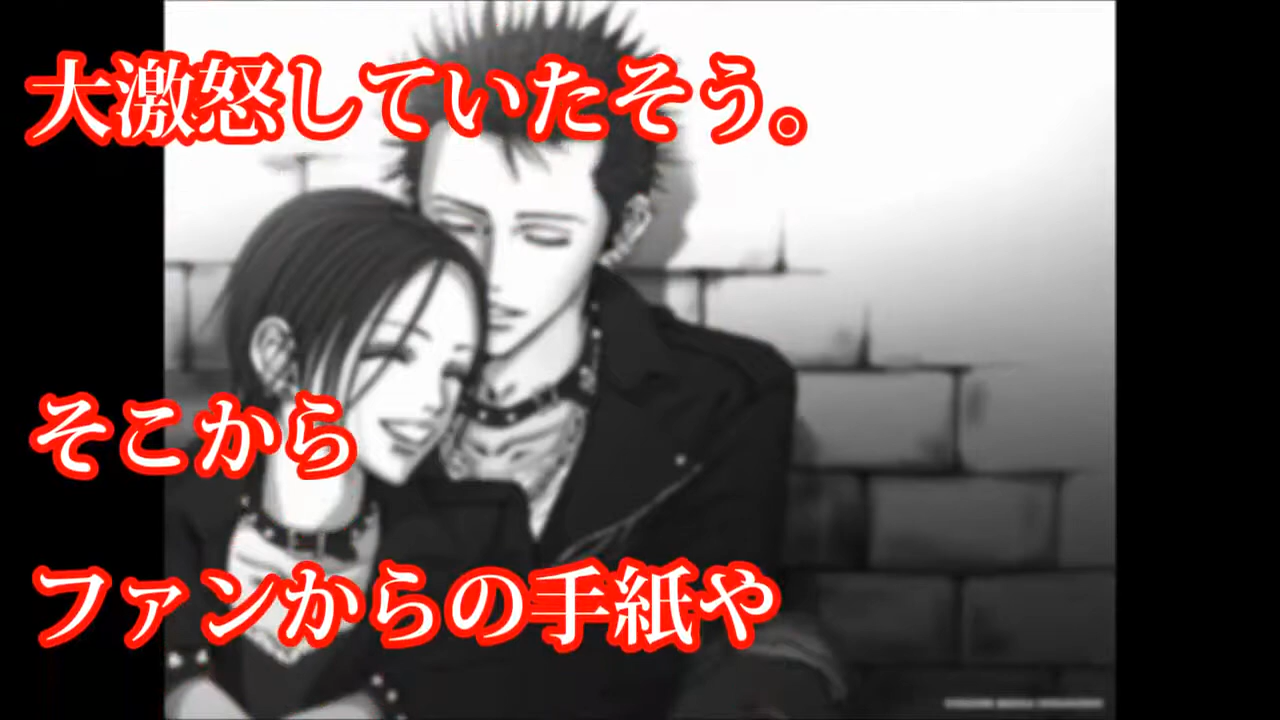 大激怒していたそう。
そこから
ファンからの手紙や